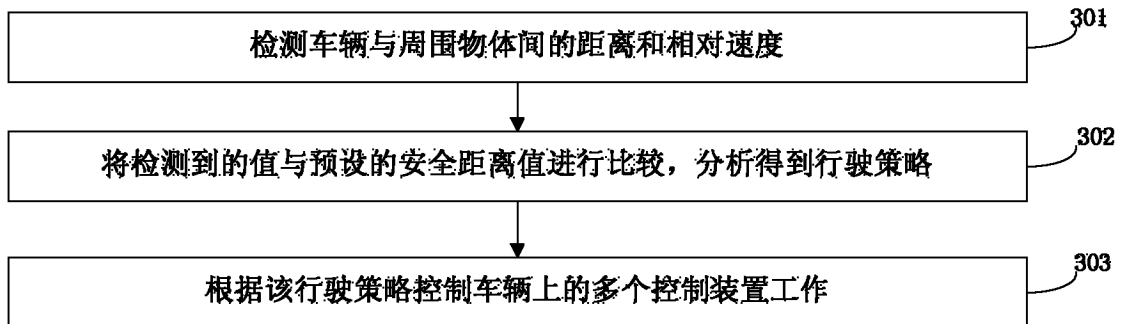 检测车辆与周围物体间的距离和相对速度
301
将检测到的值与预设的安全距离值进行比较，分析得到行驶策略
302
根据该行驶策略控制车辆上的多个控制装置工作
303